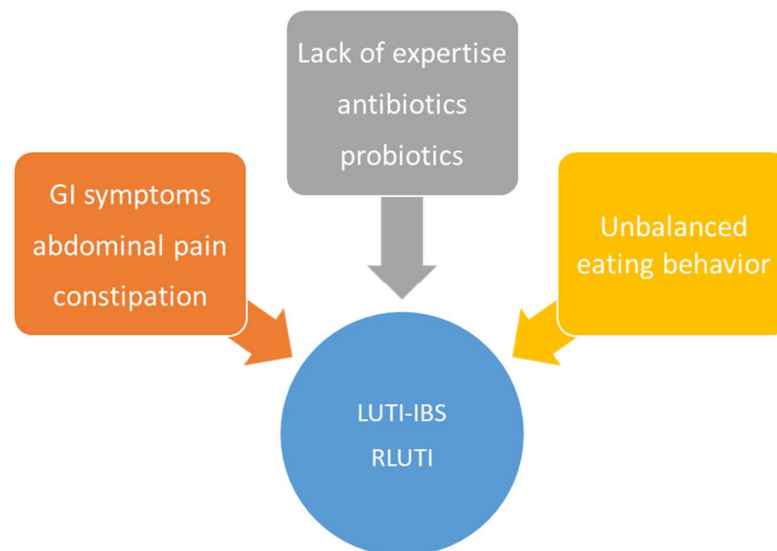 Lack of expertise
antibiotics
probiotics
GI symptoms
abdominal pain
constipation
Unbalanced
eating behavior
LUTI-IBS
RLUTI